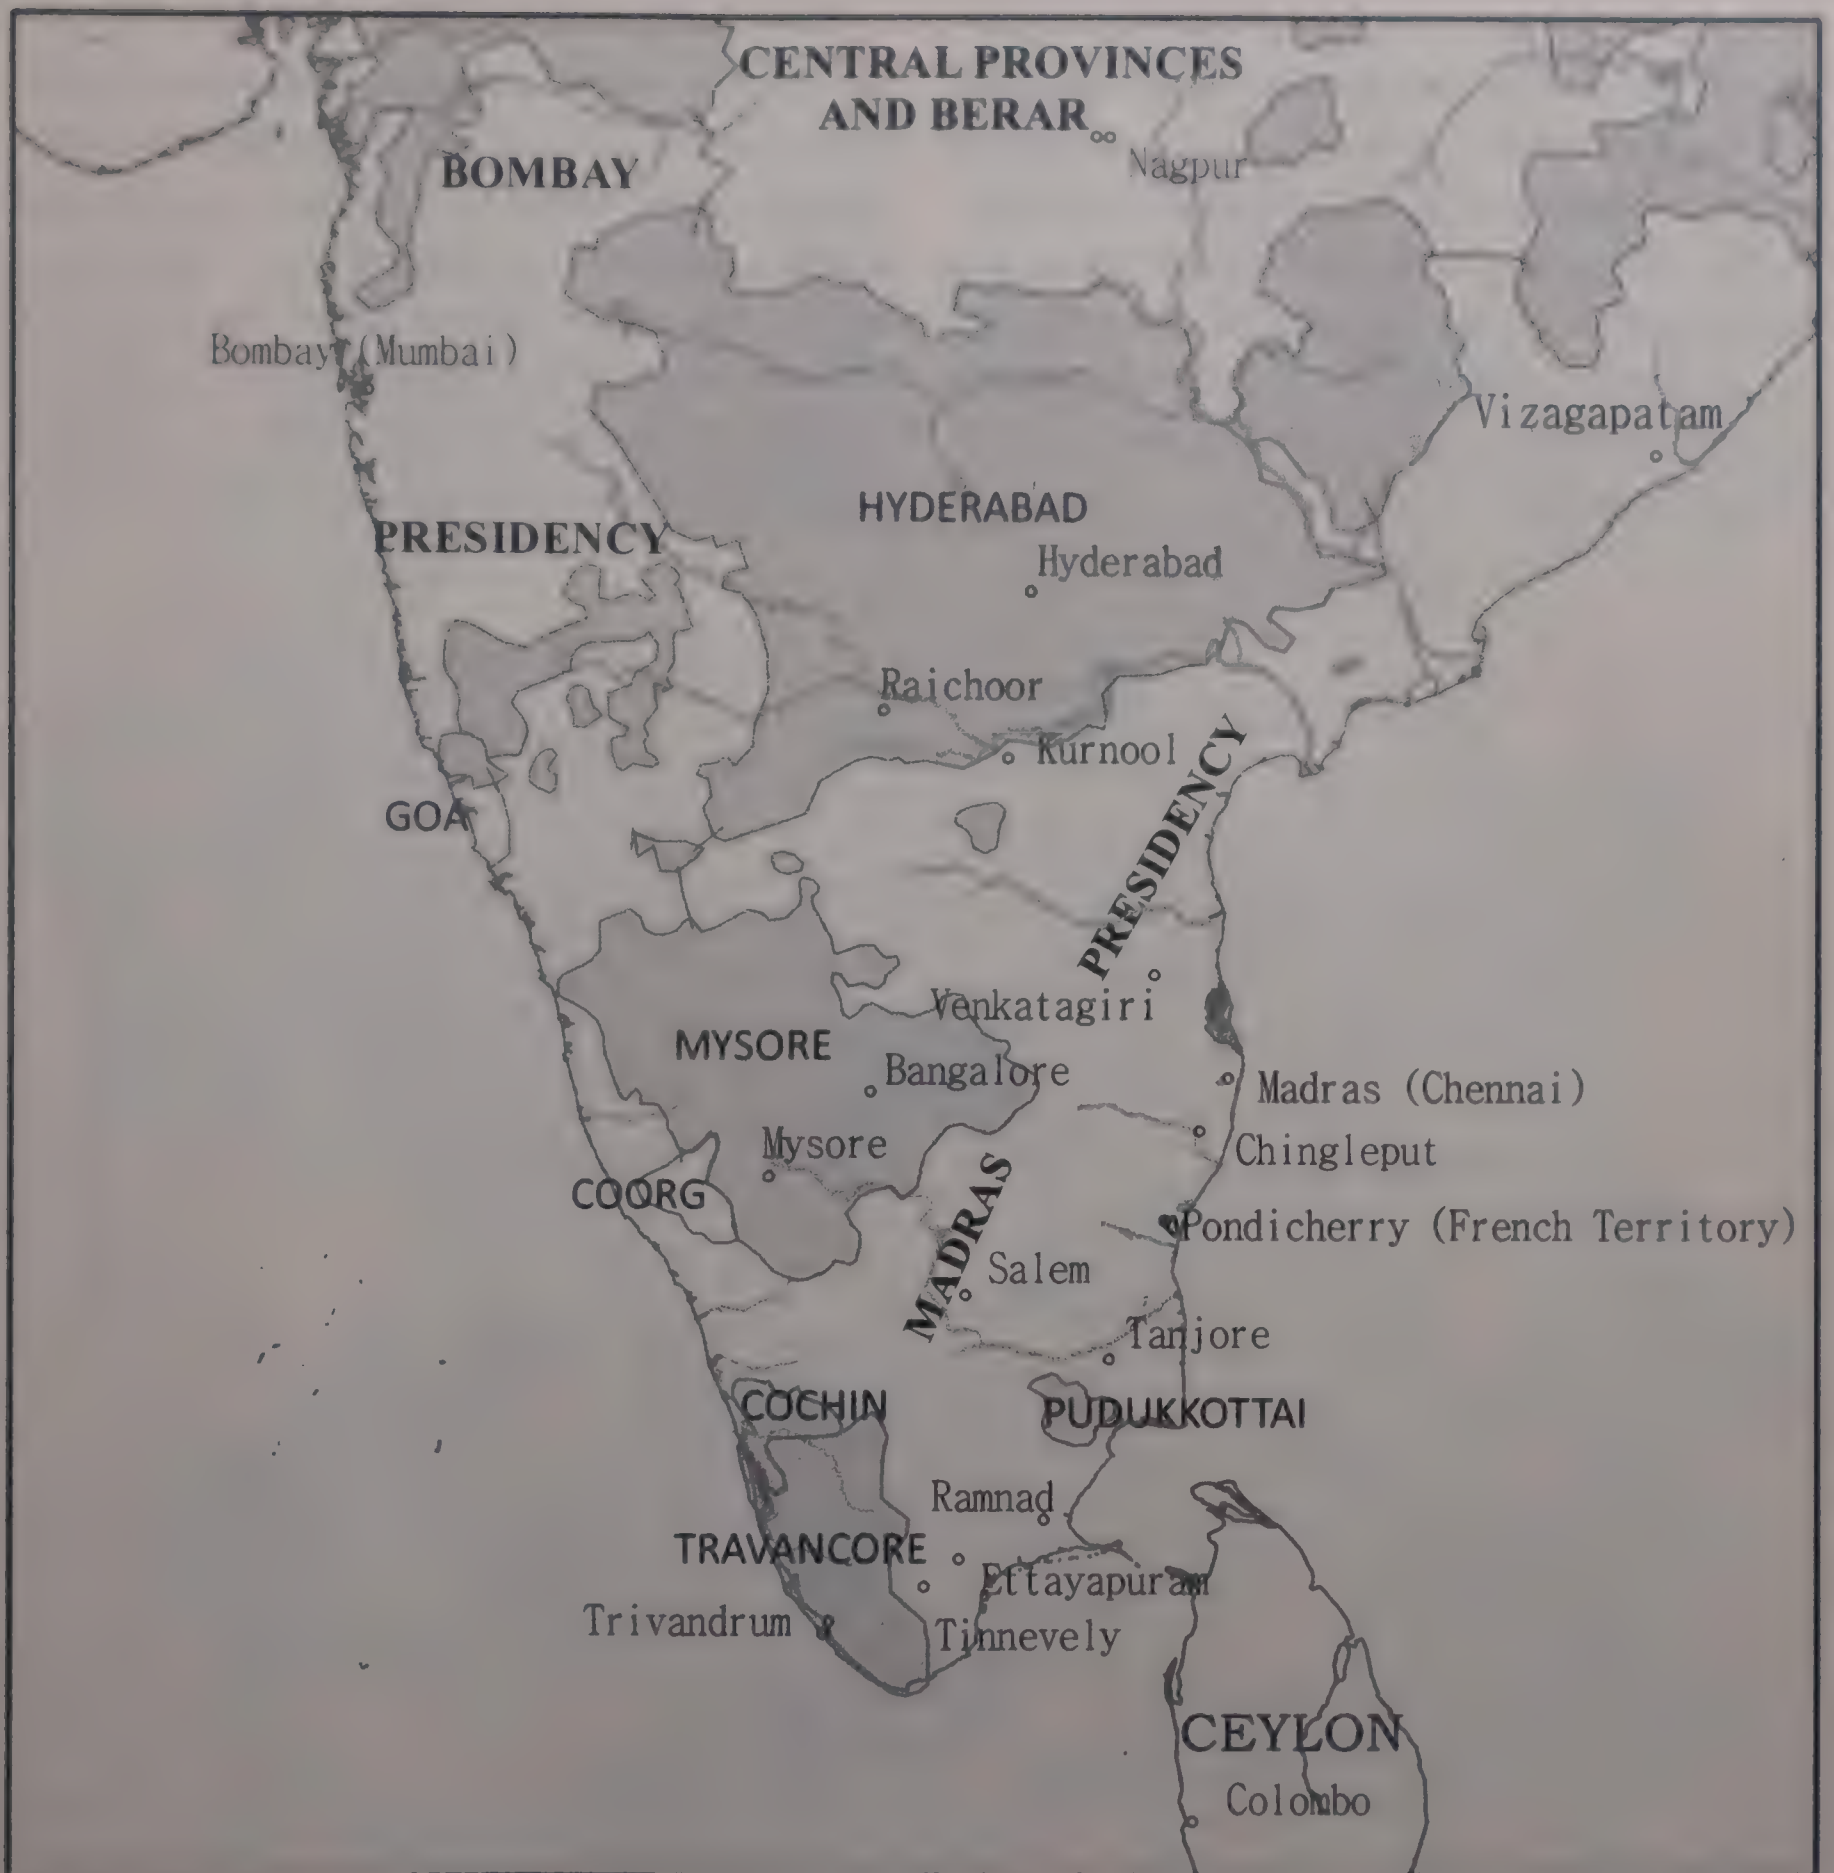 CENTRAL PROVINCES
AND BERAR
Nagpur
BOMBAY
Bombay (Mumbai)
Vizagapatam
HYDERABAD
PRESIDENCY
Hyderabad
Raichoor
Kurnool
PRESIDENCY
GOA
Venkatagiri
MYSORE
Bangalore
Madras (Chennai)
Mysore
Chingleput
COORG
MADRAS
Pondicherry (French Territory)
Salem
Tanjore
COCHIN
PUDUKKOTTAI
Ramnad
TRAVANCORE
Ettayapuram
Trivandrum
Tinnevely
CEYLON
Colombo